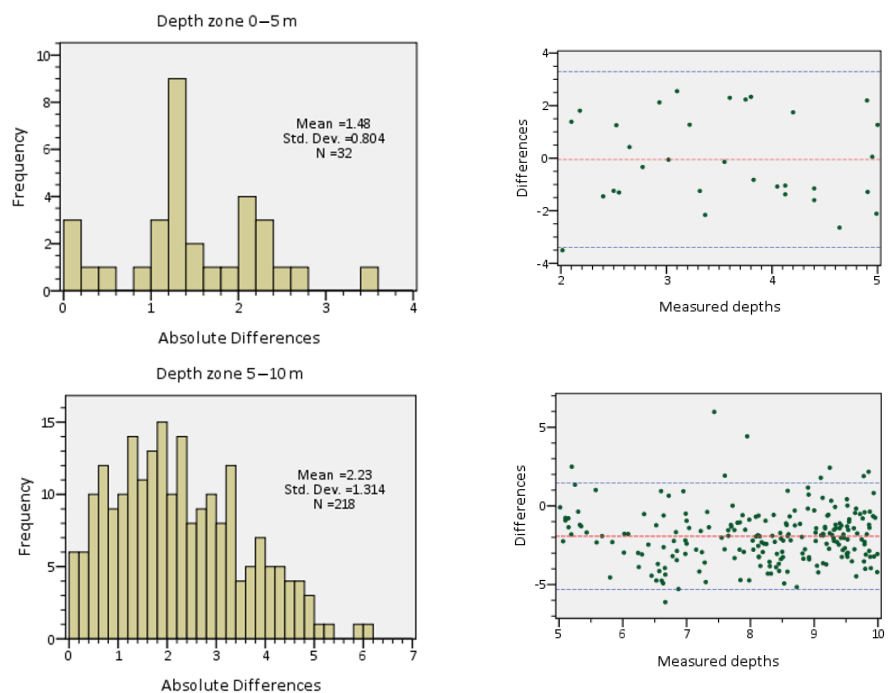 Depth zone 0–5 m
10
8
6
4
2
0
Frequency
Mean =1.48
Std. Dev. =0.804
N =32
0 1 2 3 4
Absolute Differences
4
2
0
-2
-4
Differences
2 3 4 5
Measured depths
Depth zone 5–10 m
15
10
5
0
Frequency
Mean =2.23
Std. Dev. =1.314
N =218
0 1 2 3 4 5 6 7
Absolute Differences
5
0
-5
Differences
5 6 7 8 9 10
Measured depths